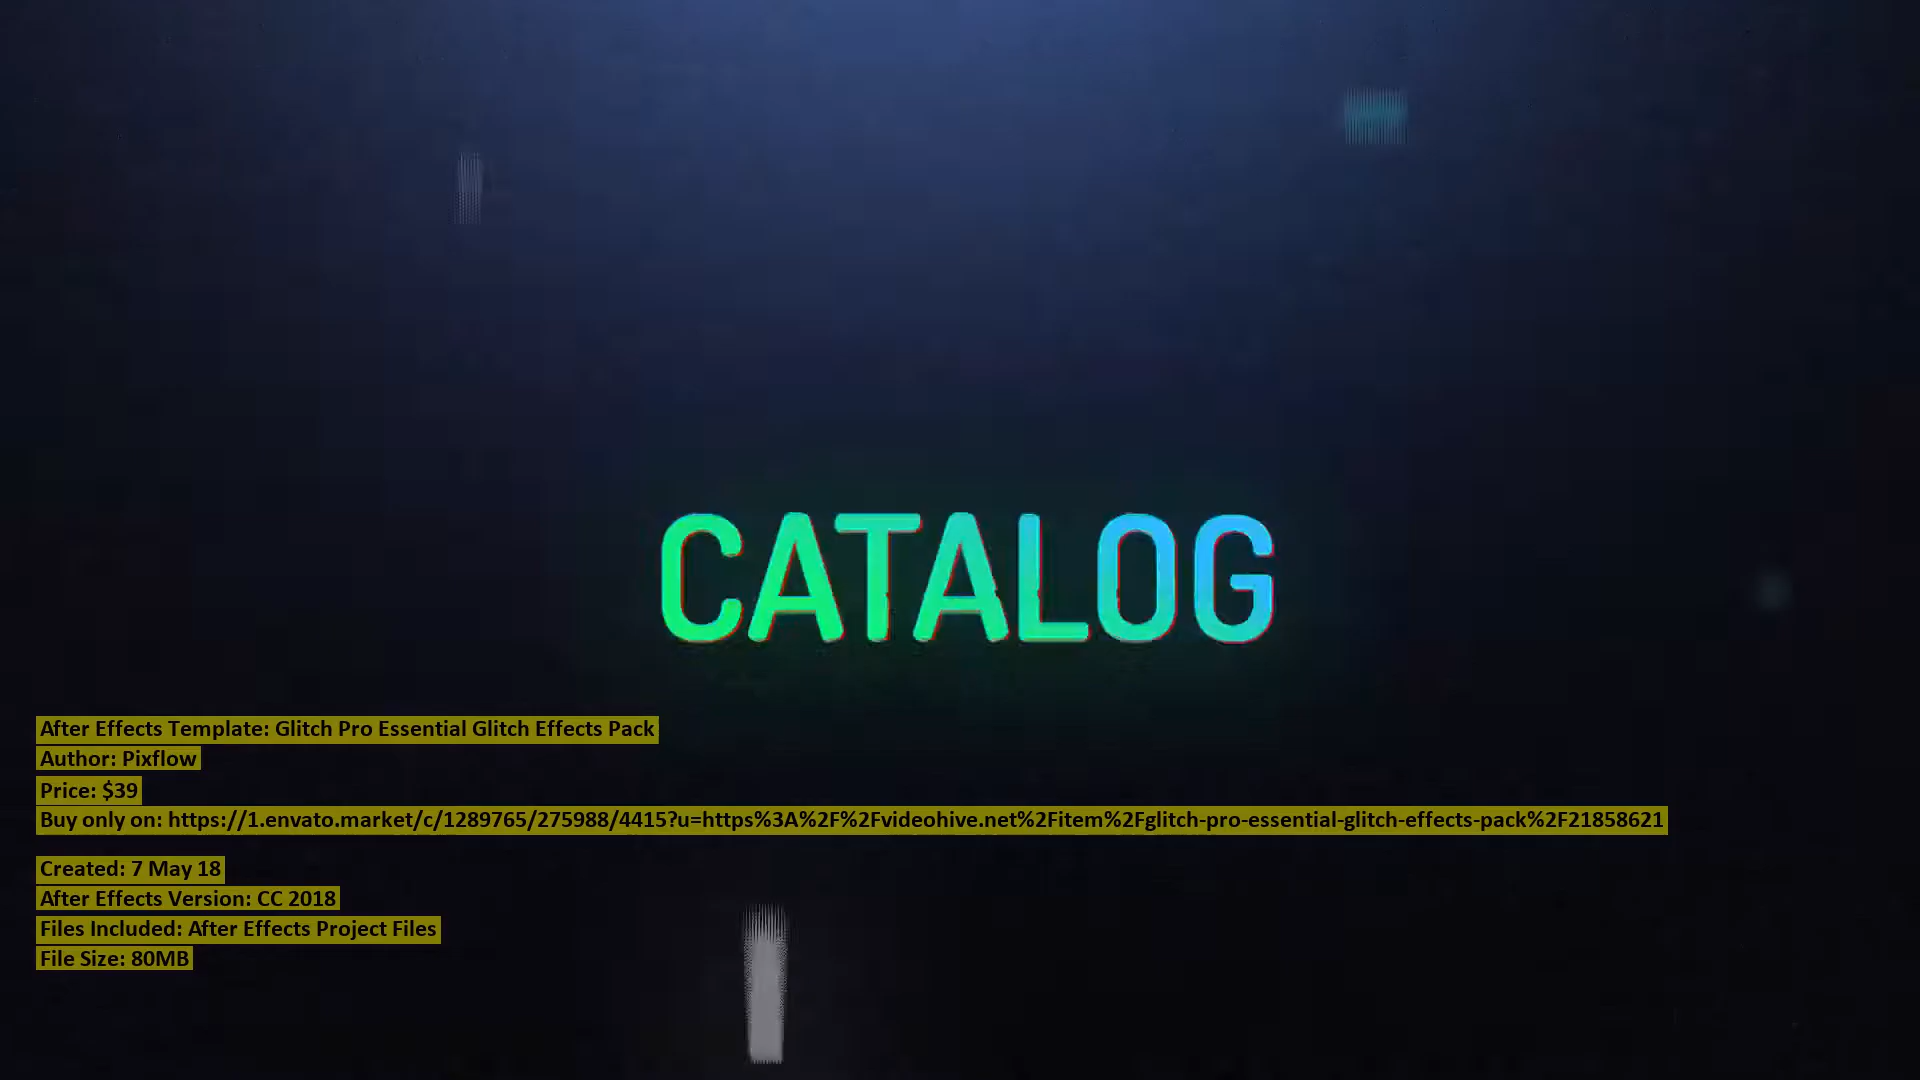 CATALOG
After Effects Template: Glitch Pro Essential Glitch Effects Pack
Author: Pixflow
Price: $39
Buy only on: https://1.envato.market/c/1289765/275988/4415?u=https%3A%2F%2Fvideohive.net%2Fitem%2Fglitch-pro-essential-glitch-effects-pack%2F21858621
Created: 7 May 18
After Effects Version: CC 2018
Files Included: After Effects Project Files
File Size: 80MB